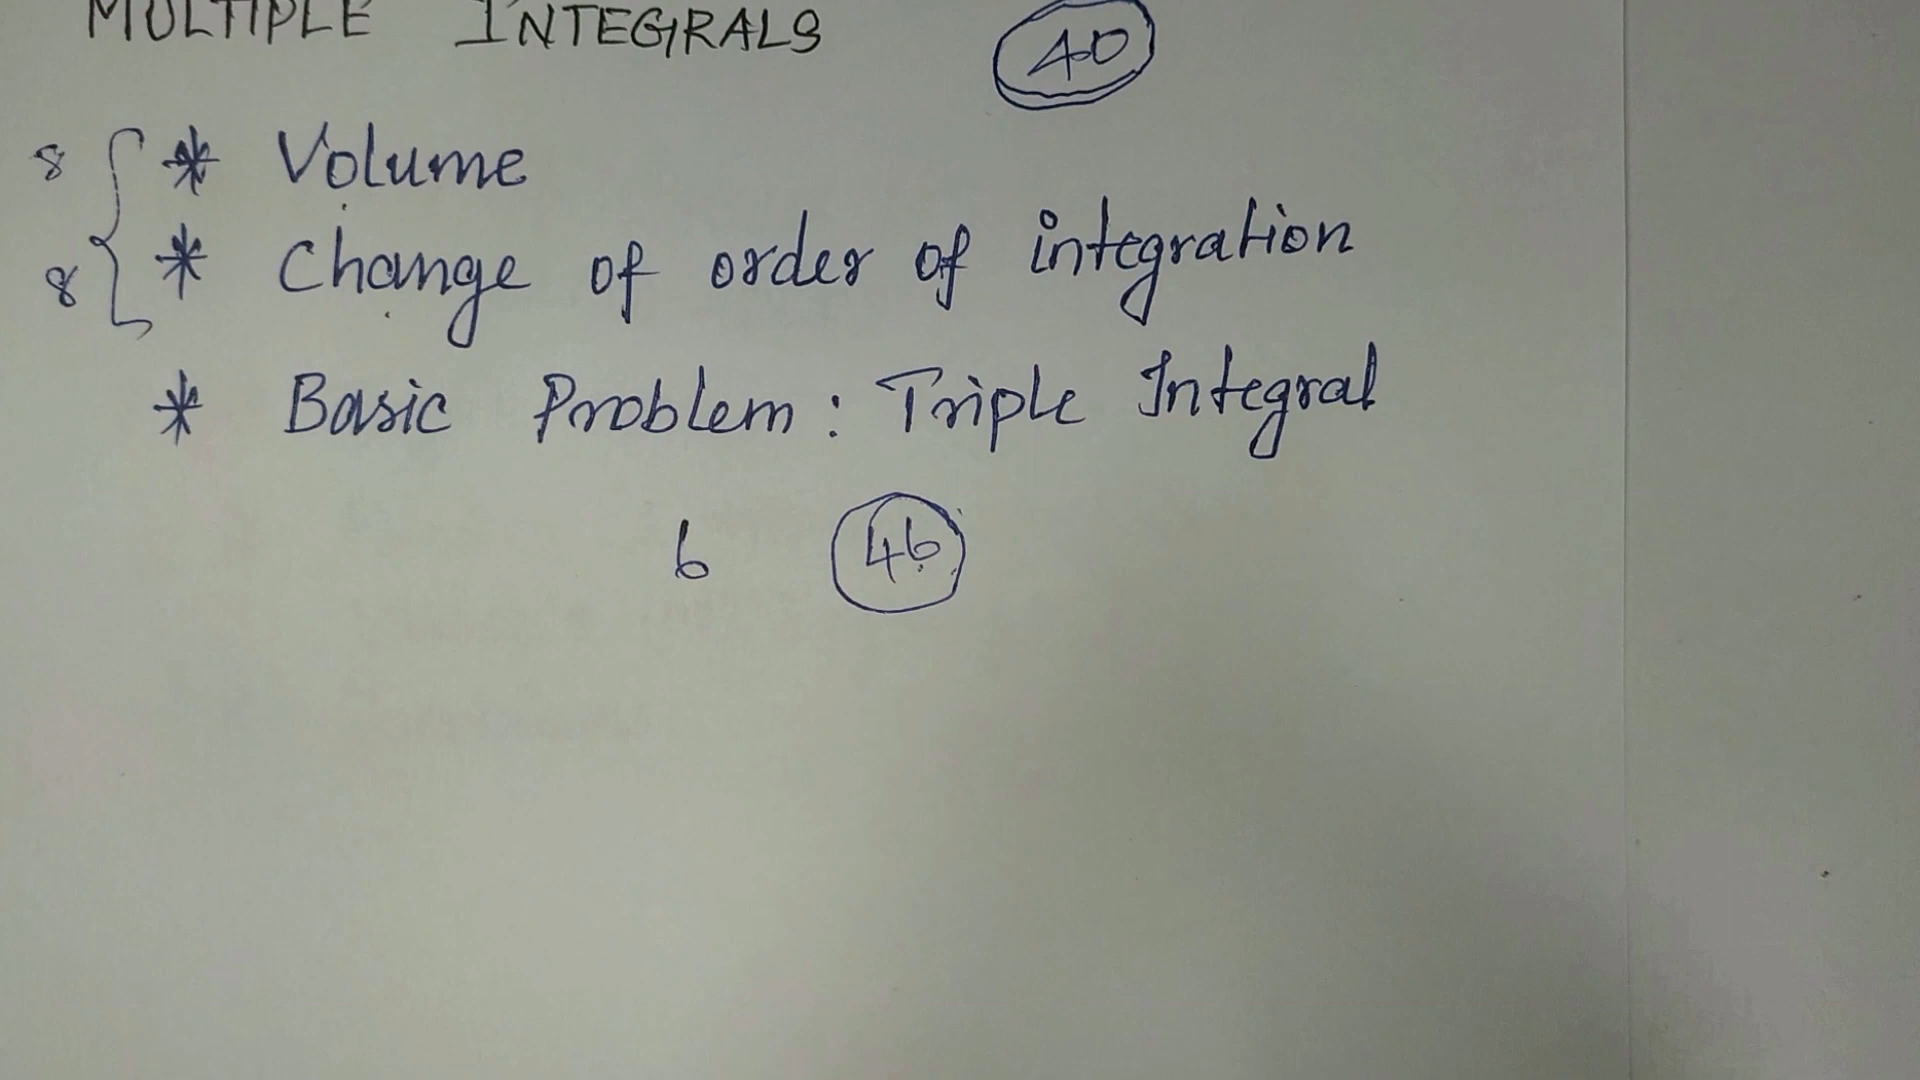 MULTIPLE INTEGRALS 40
8 * Volume
8 * Change of order of integration
* Basic Problem : Triple Integral
6 46